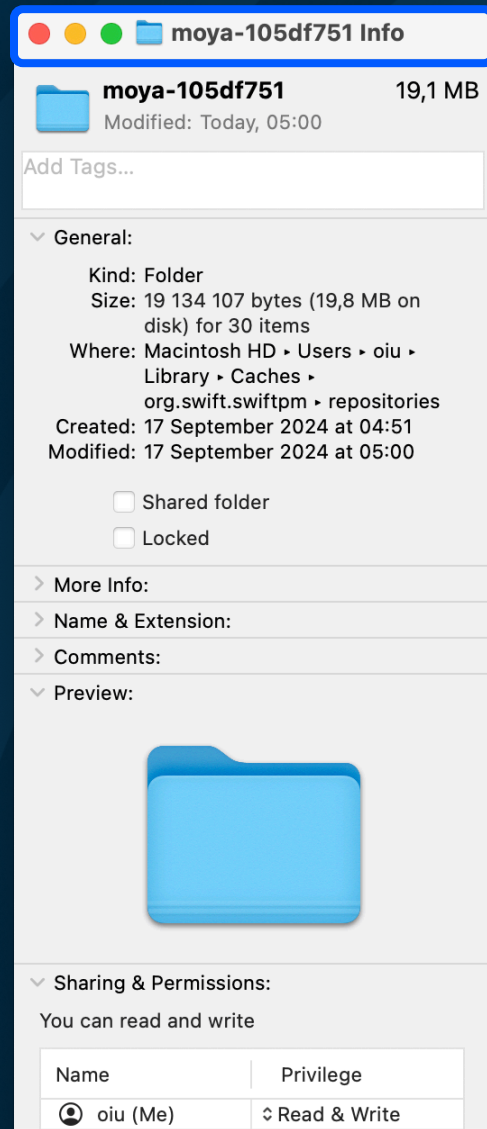 moya-105df751 Info
moya-105df751 19,1 MB
Modified: Today, 05:00
Add Tags...
General:
Kind: Folder
Size: 19 134 107 bytes (19,8 MB on
disk) for 30 items
Where: Macintosh HD ▸ Users ▸ oiu ▸
Library ▸ Caches ▸
org.swift.swiftpm ▸ repositories
Created: 17 September 2024 at 04:51
Modified: 17 September 2024 at 05:00
Shared folder
Locked
More Info:
Name & Extension:
Comments:
Preview:
Sharing & Permissions:
You can read and write
Name Privilege
oiu (Me) Read & Write